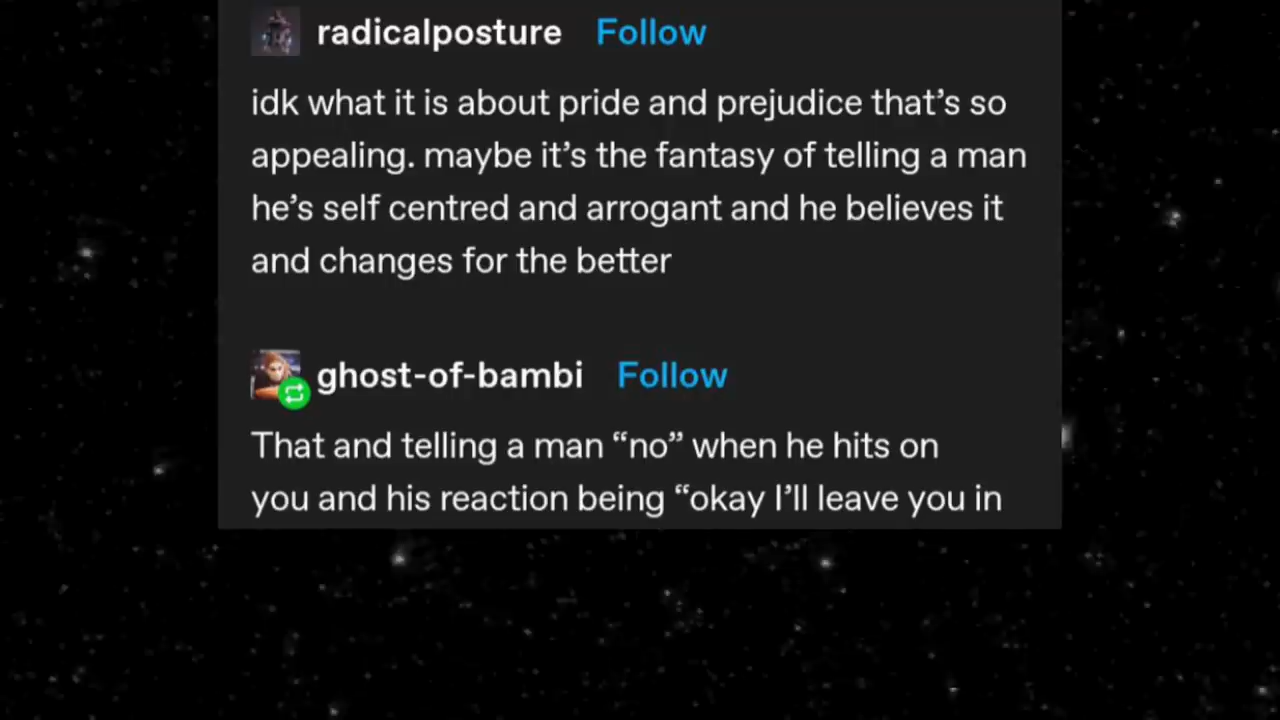 radicalposture Follow
idk what it is about pride and prejudice that’s so
appealing. maybe it’s the fantasy of telling a man
he’s self centred and arrogant and he believes it
and changes for the better
ghost-of-bambi Follow
That and telling a man “no” when he hits on
you and his reaction being “okay I’ll leave you in